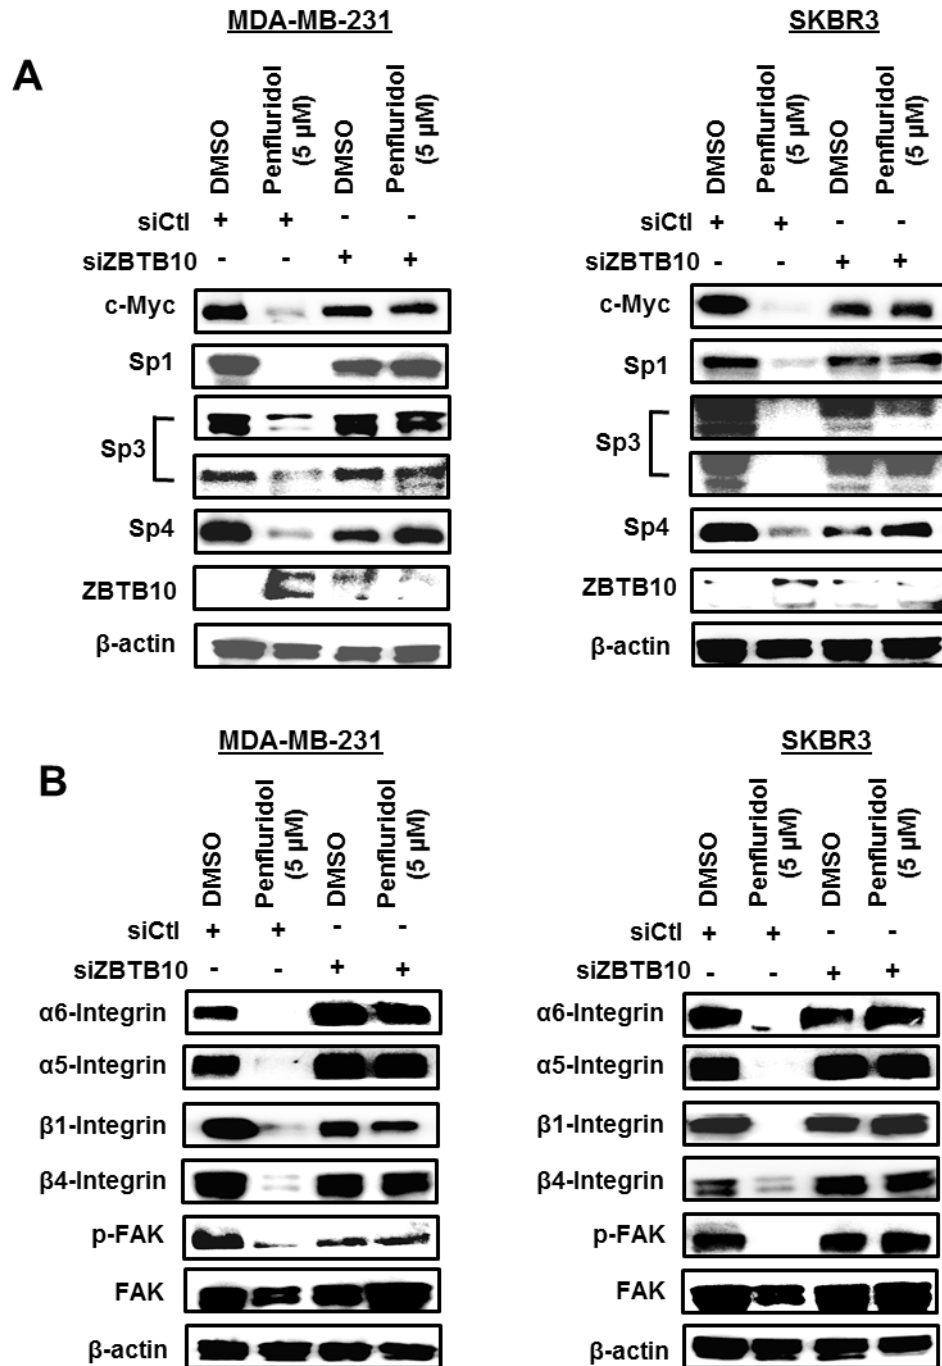 MDA-MB-231
SKBR3
A
DMSO
Penfluridol
(5 µM)
DMSO
Penfluridol
(5 µM)
DMSO
Penfluridol
(5 µM)
DMSO
Penfluridol
(5 µM)
siCtl + + - -
siCtl + + - -
siZBTB10 - - + +
siZBTB10 - - + +
c-Myc
c-Myc
Sp1
Sp1
Sp3
Sp3
Sp4
Sp4
ZBTB10
ZBTB10
β-actin
β-actin
MDA-MB-231
SKBR3
B
DMSO
Penfluridol
(5 µM)
DMSO
Penfluridol
(5 µM)
DMSO
Penfluridol
(5 µM)
DMSO
Penfluridol
(5 µM)
siCtl + + - -
siCtl + + - -
siZBTB10 - - + +
siZBTB10 - - + +
α6-Integrin
α6-Integrin
α5-Integrin
α5-Integrin
β1-Integrin
β1-Integrin
β4-Integrin
β4-Integrin
p-FAK
p-FAK
FAK
FAK
β-actin
β-actin